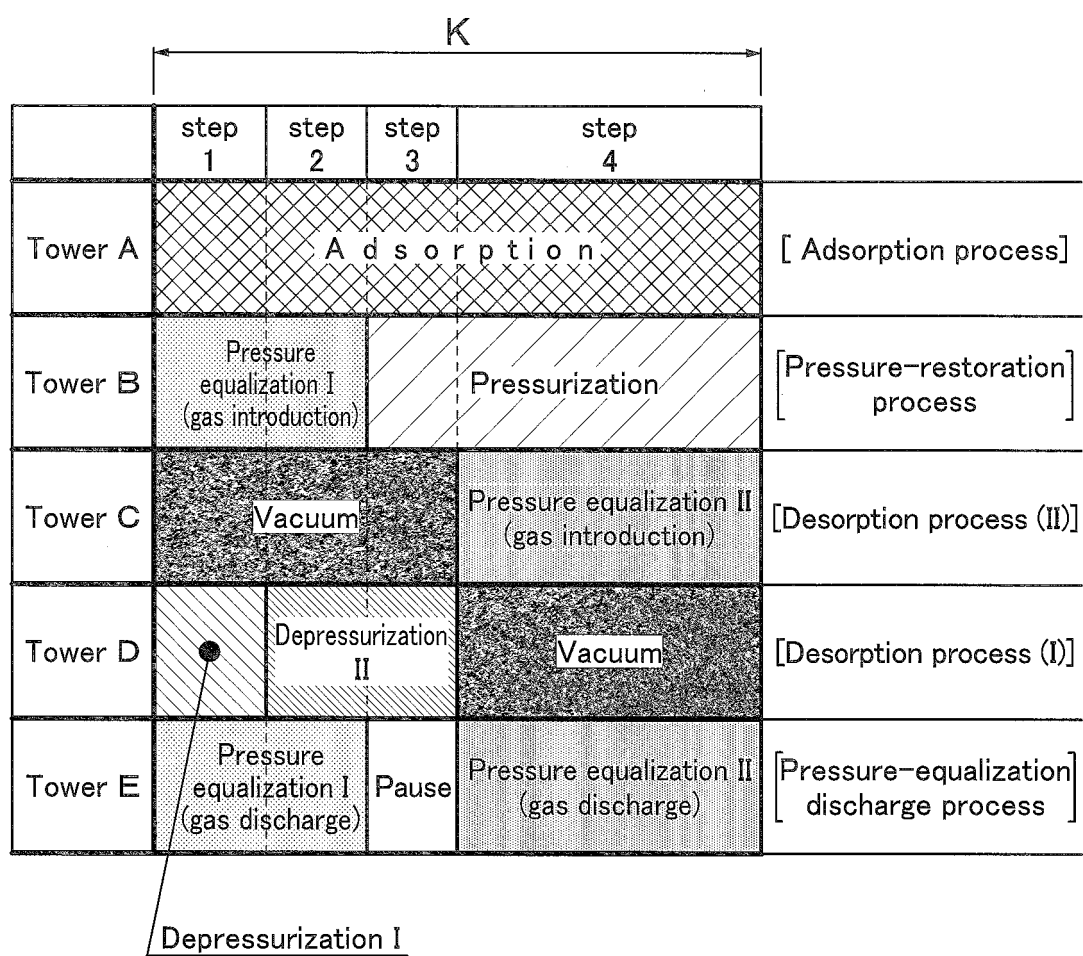 K
step 1
step 2
step 3
step 4
Tower A
Adsorption
[Adsorption process]
Tower B
Pressure
equalization I
(gas introduction)
Pressurization
[Pressure-restoration
process]
Tower C
Vacuum
Pressure equalization II
(gas introduction)
[Desorption process (II)]
Tower D
Depressurization
II
Vacuum
[Desorption process (I)]
Tower E
Pressure
equalization I
(gas discharge)
Pause
Pressure equalization II
(gas discharge)
[Pressure-equalization
discharge process]
Depressurization I